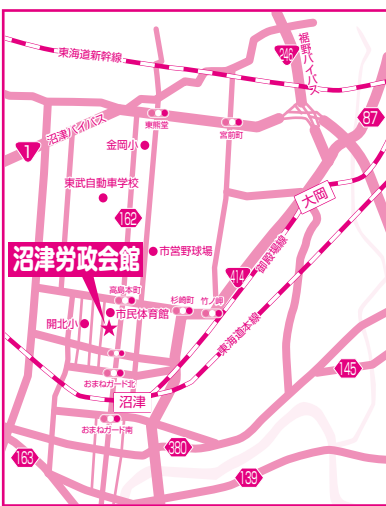 東海道新幹線
裾野バイパス
246
87
1
沼津バイパス
東熊堂
宮前町
金岡小
東武自動車学校
大岡
162
市営野球場
御殿場線
沼津労政会館
414
高島本町
杉崎町
竹ノ岬
市民体育館
開北小
東海道本線
145
おまねガード北
沼津
おまねガード南
380
163
139